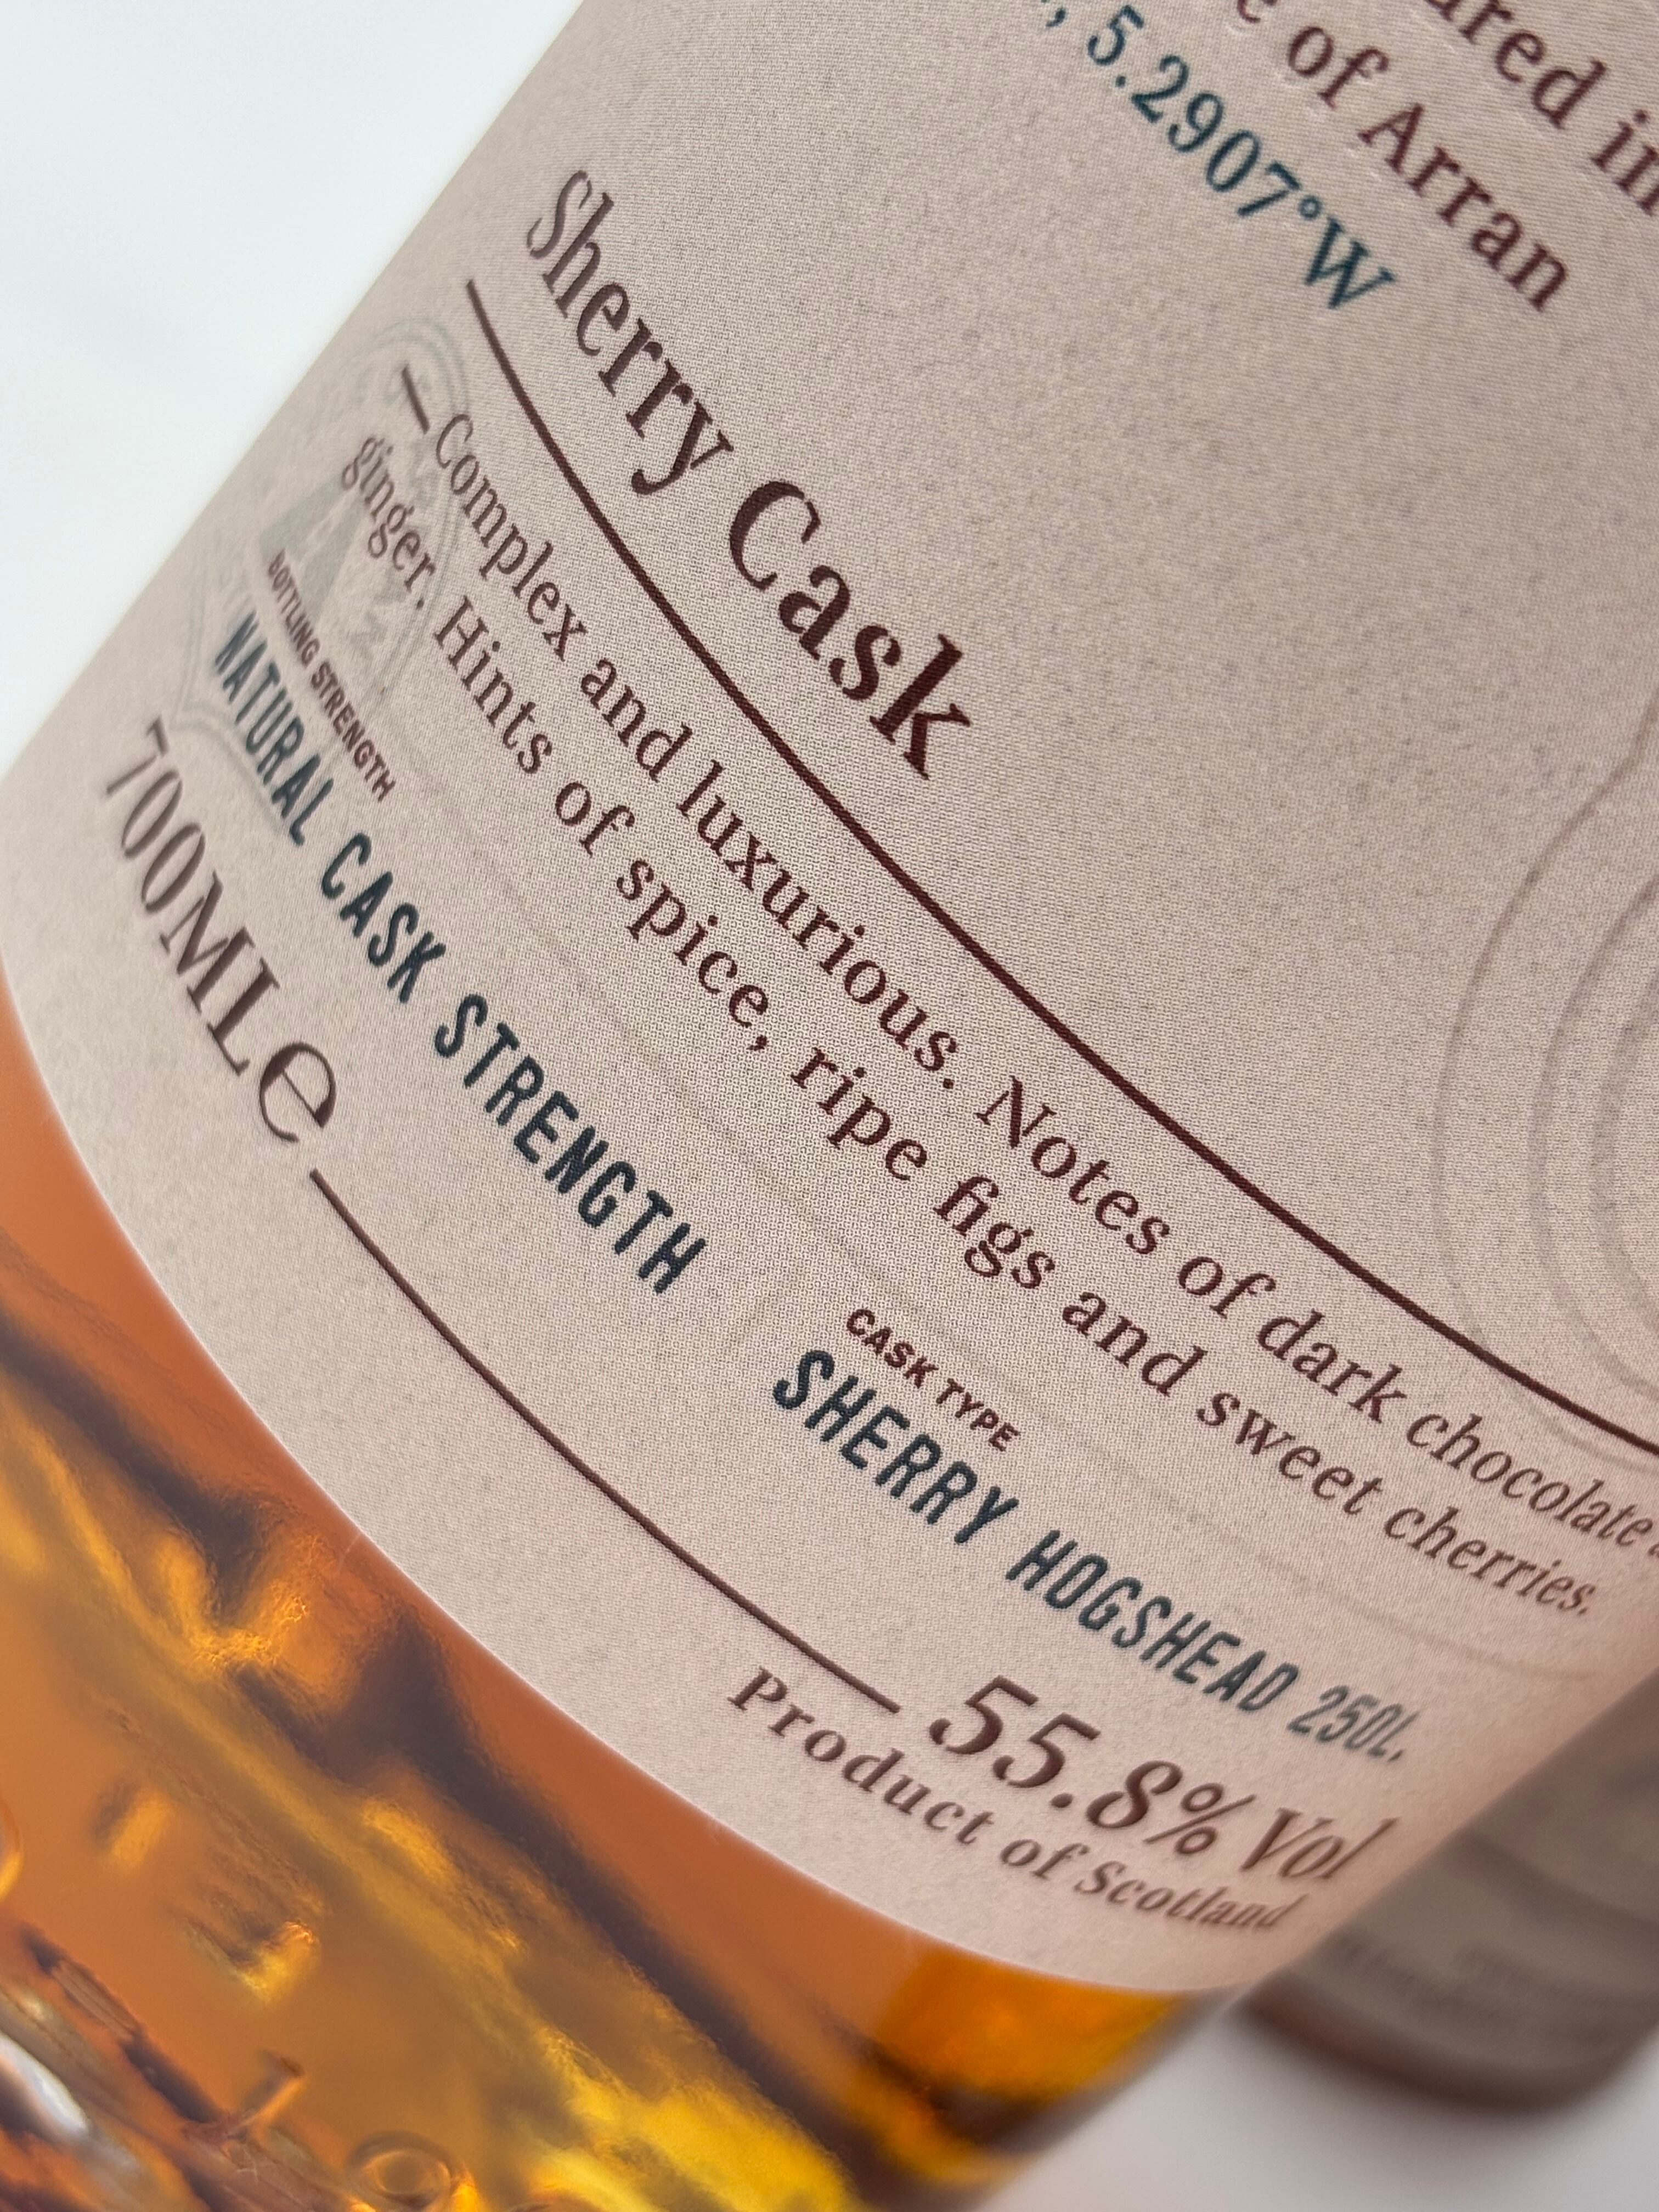 ured in
e of Arran
, 5.2907°W
Sherry Cask
Complex and luxurious. Notes of dark chocolate
ginger. Hints of spice, ripe figs and sweet cherries.
BOTTLING STRENGTH
NATURAL CASK STRENGTH
CASK TYPE
SHERRY HOGSHEAD 250L.
700MLe
55.8% Vol
Product of Scotland